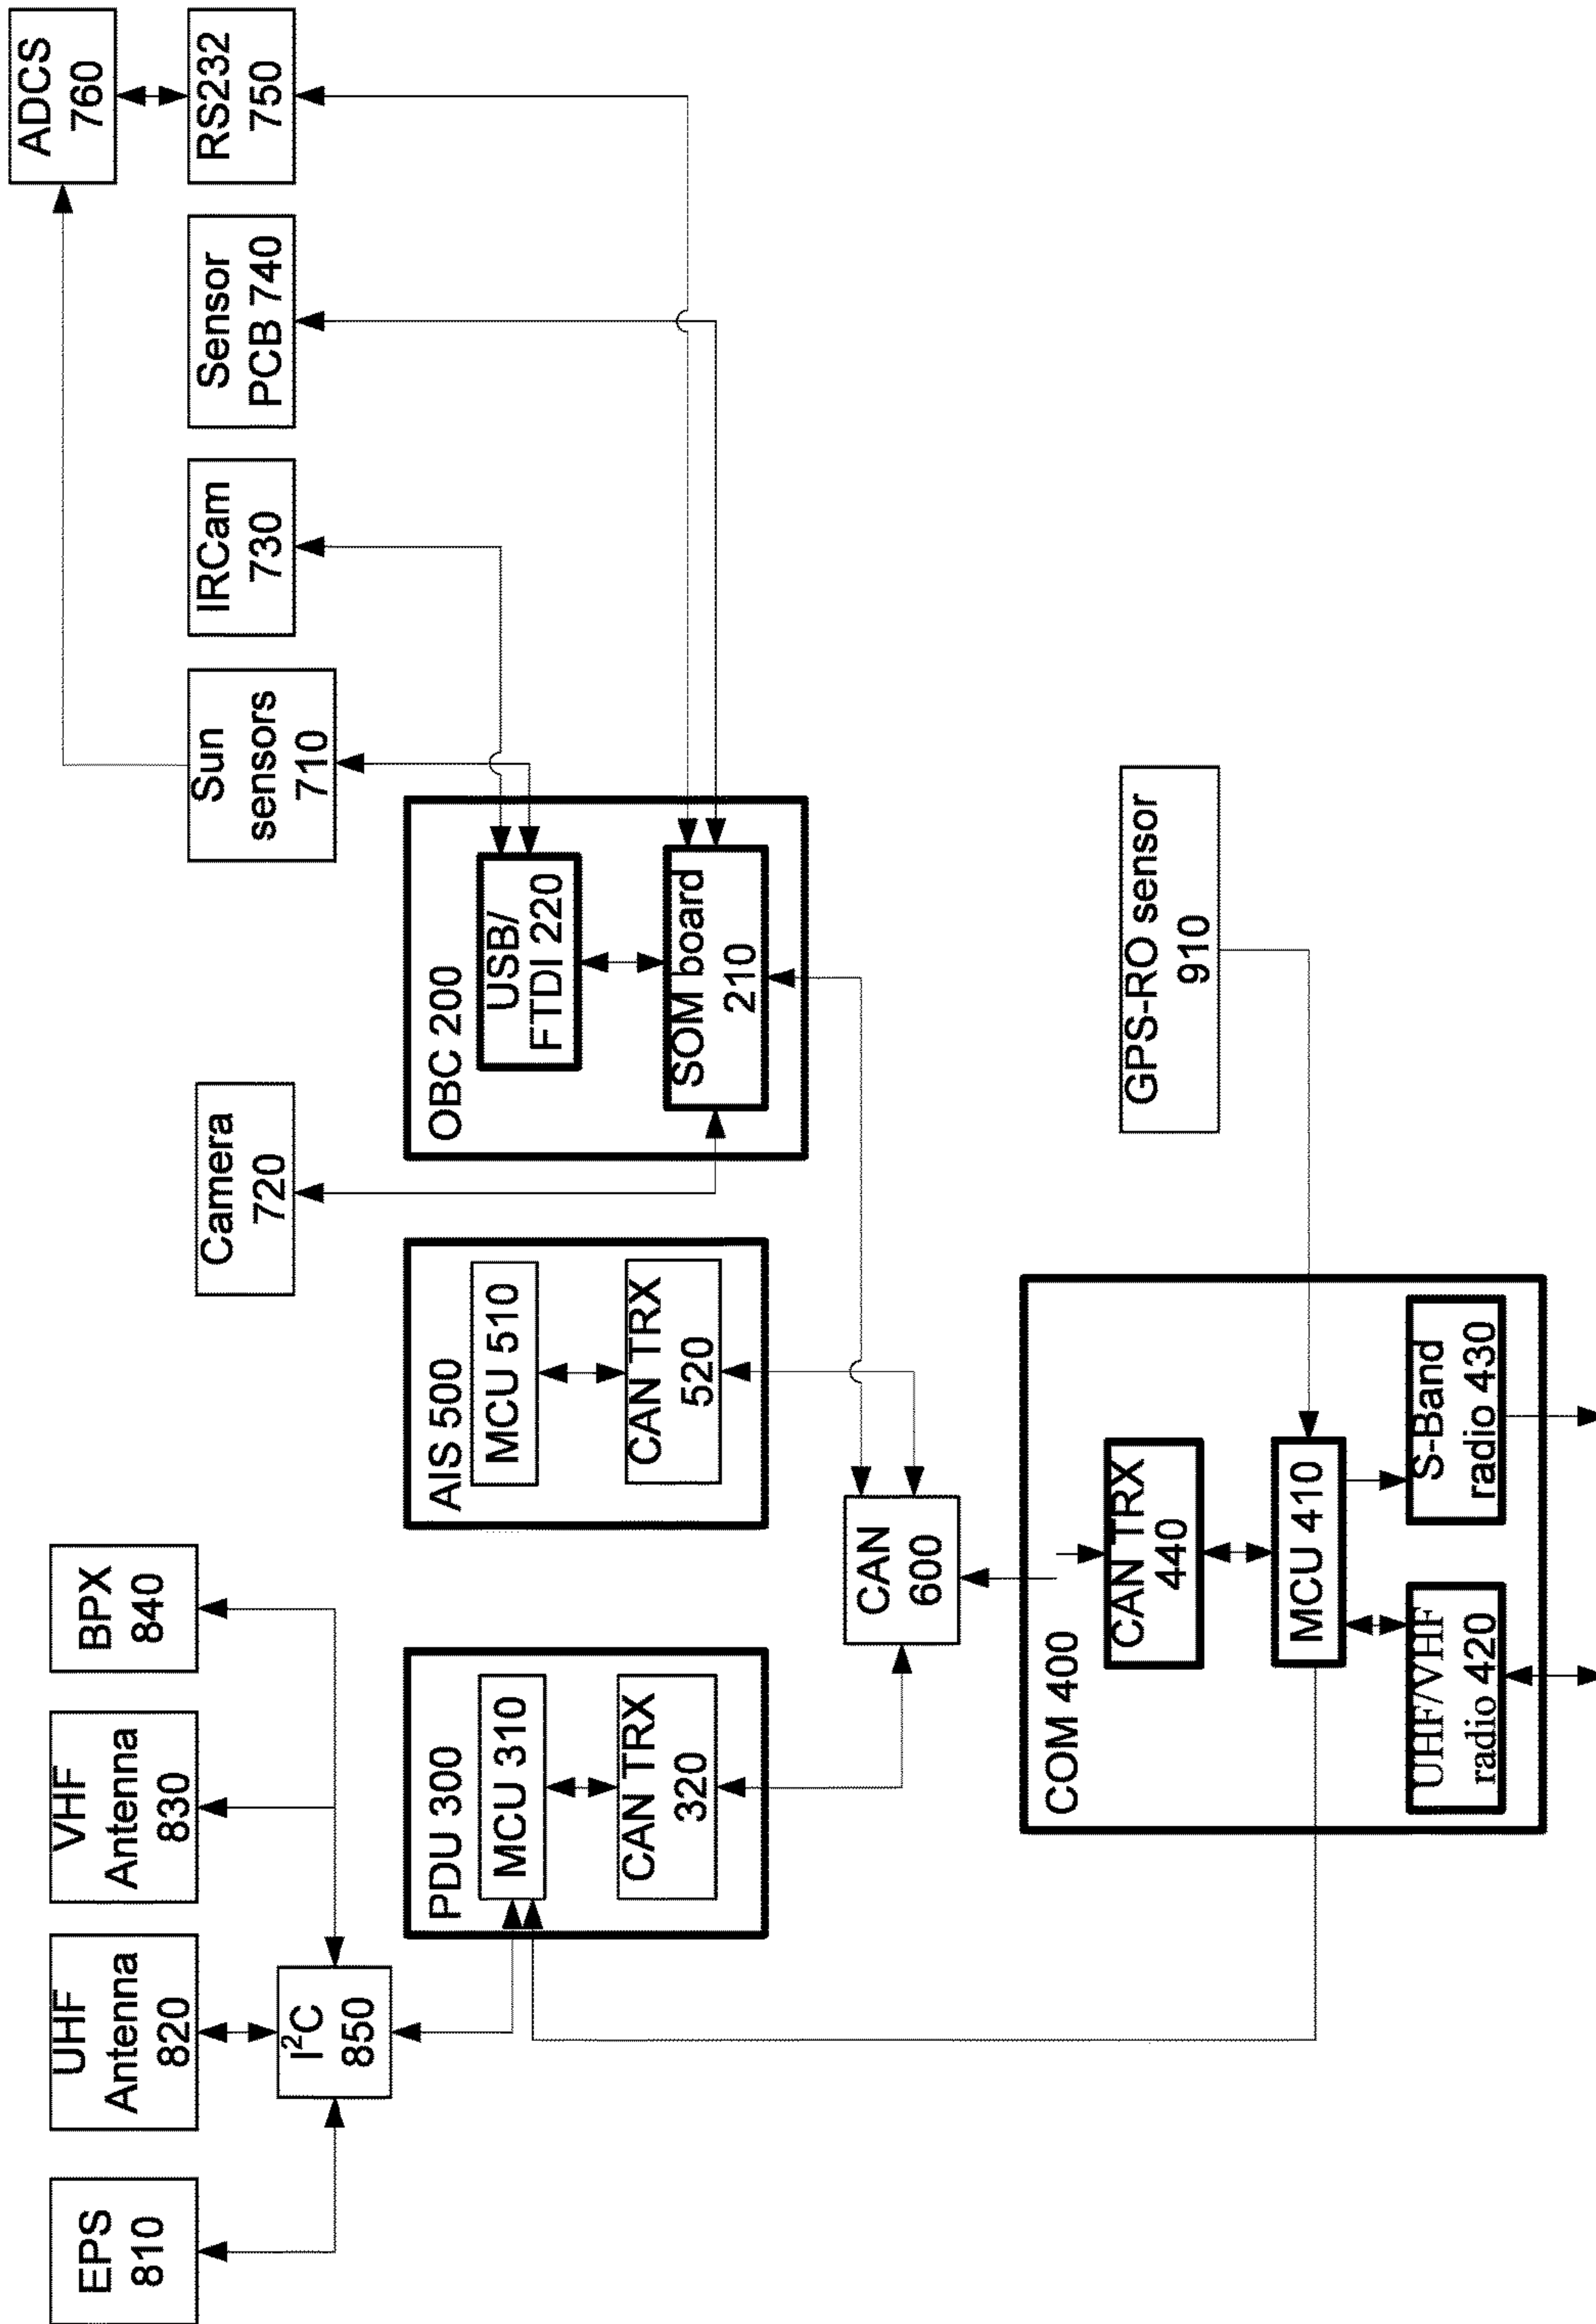 EPS
810
UHF
Antenna
820
VHF
Antenna
830
BPX
840
I²C
850
Camera
720
Sun
sensors
710
IRCam
730
Sensor
PCB 740
ADCS
760
RS232
750
PDU 300
MCU 310
CAN TRX
320
AIS 500
MCU 510
CAN TRX
520
OBC 200
USB/
FTDI 220
SOM board
210
CAN
600
COM 400
CAN TRX
440
MCU 410
UHF/VHF
radio 420
S-Band
radio 430
GPS-RO sensor
910